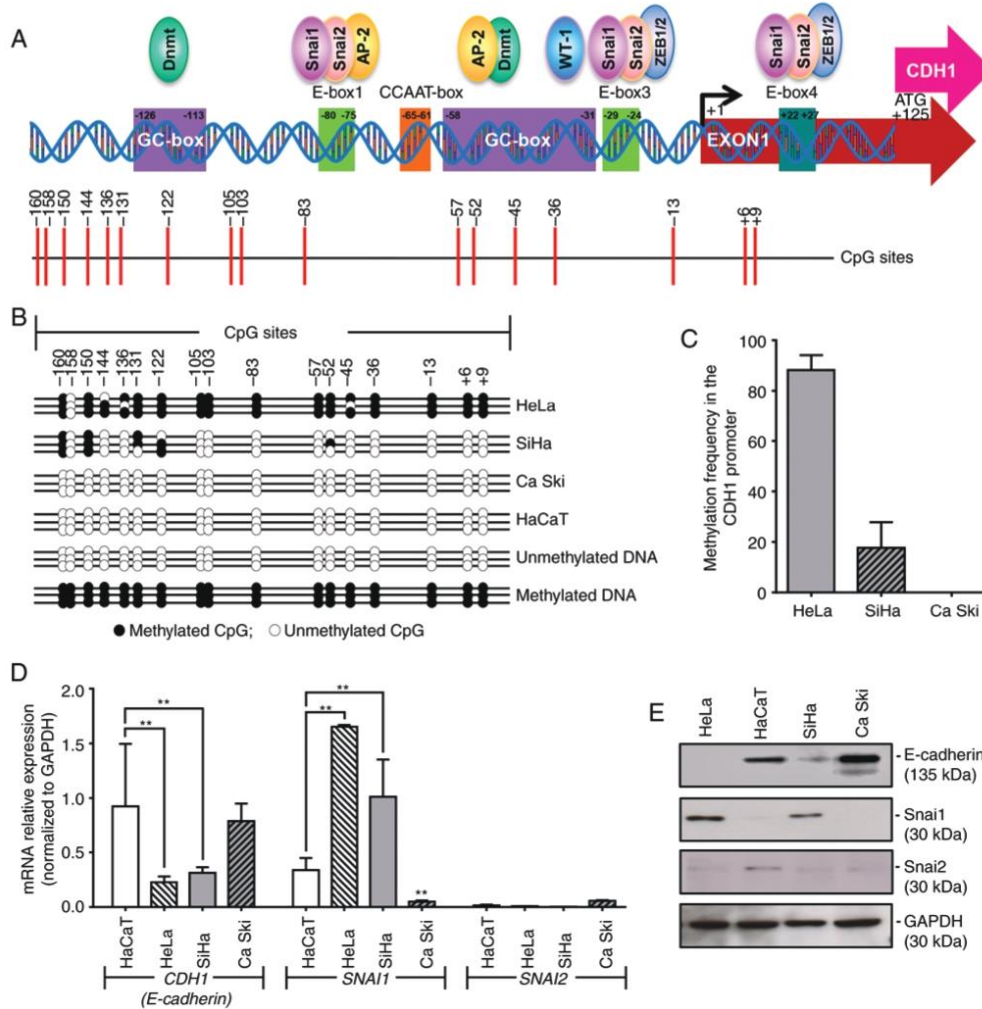 A
Dnmt
Snai1
Snai2
AP-2
AP-2
Dnmt
WT-1
Snai1
Snai2
ZEB1/2
Snai1
Snai2
ZEB1/2
CDH1
E-box1
CCAAT-box
E-box3
E-box4
ATG
+125
-126
-113
-80 -75
-65-61
-58
-31
-29 -24
+1
+22 +27
GC-box
GC-box
EXON1
–160
–158
–150
–144
–136
–131
–122
–105
–103
–83
–57
–52
–45
–36
–13
+6
+9
CpG sites
B
CpG sites
–160
–158
–150
–144
–136
–131
–122
–105
–103
–83
–57
–52
–45
–36
–13
+6
+9
HeLa
SiHa
Ca Ski
HaCaT
Unmethylated DNA
Methylated DNA
Methylated CpG; Unmethylated CpG
C
Methylation frequency in the
CDH1 promoter
100
80
60
40
20
0
HeLa SiHa Ca Ski
D
mRNA relative expression
(normalized to GAPDH)
2.0
1.5
1.0
0.5
0.0
**
**
**
**
**
HaCaT
HeLa
SiHa
Ca Ski
HaCaT
HeLa
SiHa
Ca Ski
HaCaT
HeLa
SiHa
Ca Ski
CDH1
(E-cadherin)
SNAI1
SNAI2
E
HeLa
HaCaT
SiHa
Ca Ski
E-cadherin
(135 kDa)
Snai1
(30 kDa)
Snai2
(30 kDa)
GAPDH
(30 kDa)